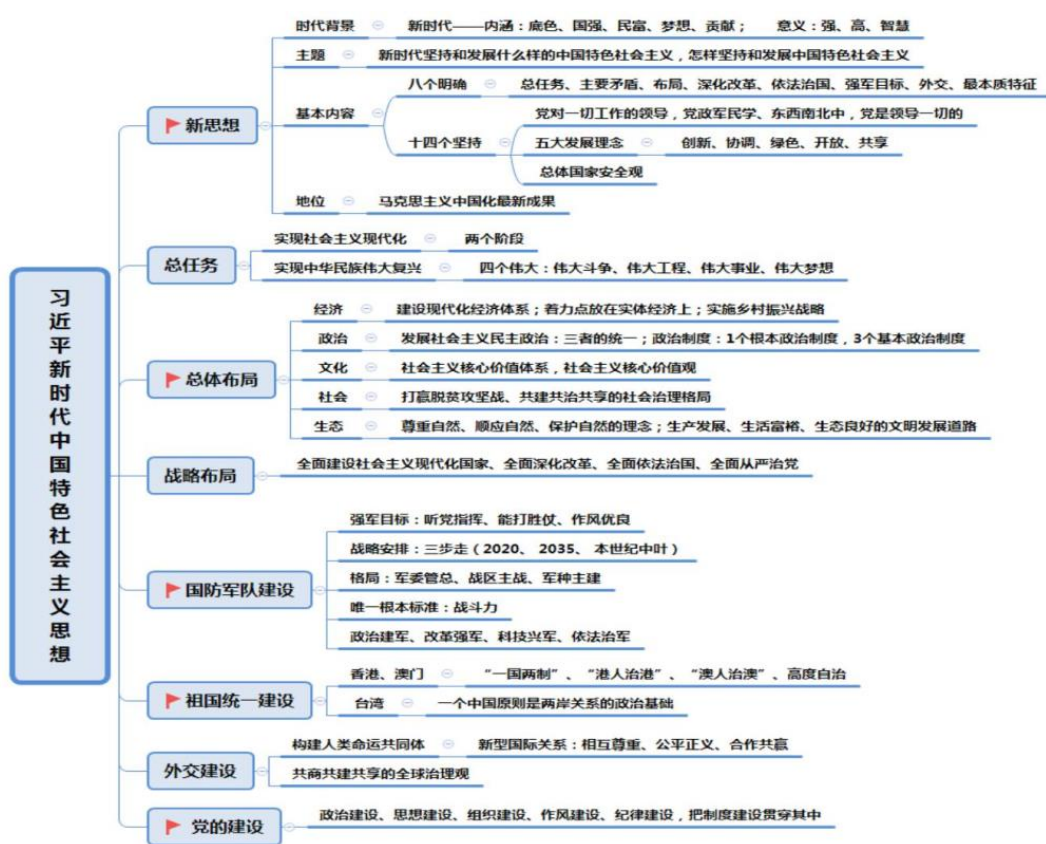 习近平新时代中国特色社会主义思想
新思想
时代背景
新时代——内涵：底色、国强、民富、梦想、贡献； 意义：强、高、智慧
主题
新时代坚持和发展什么样的中国特色社会主义，怎样坚持和发展中国特色社会主义
基本内容
八个明确
总任务、主要矛盾、布局、深化改革、依法治国、强军目标、外交、最本质特征
十四个坚持
党对一切工作的领导，党政军民学、东西南北中，党是领导一切的
五大发展理念
创新、协调、绿色、开放、共享
总体国家安全观
地位
马克思主义中国化最新成果
总任务
实现社会主义现代化
两个阶段
实现中华民族伟大复兴
四个伟大：伟大斗争、伟大工程、伟大事业、伟大梦想
总体布局
经济
建设现代化经济体系；着力点放在实体经济上；实施乡村振兴战略
政治
发展社会主义民主政治：三者的统一；政治制度：1个根本政治制度，3个基本政治制度
文化
社会主义核心价值体系，社会主义核心价值观
社会
打赢脱贫攻坚战、共建共治共享的社会治理格局
生态
尊重自然、顺应自然、保护自然的理念；生产发展、生活富裕、生态良好的文明发展道路
战略布局
全面建设社会主义现代化国家、全面深化改革、全面依法治国、全面从严治党
国防军队建设
强军目标：听党指挥、能打胜仗、作风优良
战略安排：三步走（2020、 2035、 本世纪中叶）
格局：军委管总、战区主战、军种主建
唯一根本标准：战斗力
政治建军、改革强军、科技兴军、依法治军
祖国统一建设
香港、澳门
“一国两制”、“港人治港”、“澳人治澳”、高度自治
台湾
一个中国原则是两岸关系的政治基础
外交建设
构建人类命运共同体
新型国际关系：相互尊重、公平正义、合作共赢
共商共建共享的全球治理观
党的建设
政治建设、思想建设、组织建设、作风建设、纪律建设，把制度建设贯穿其中